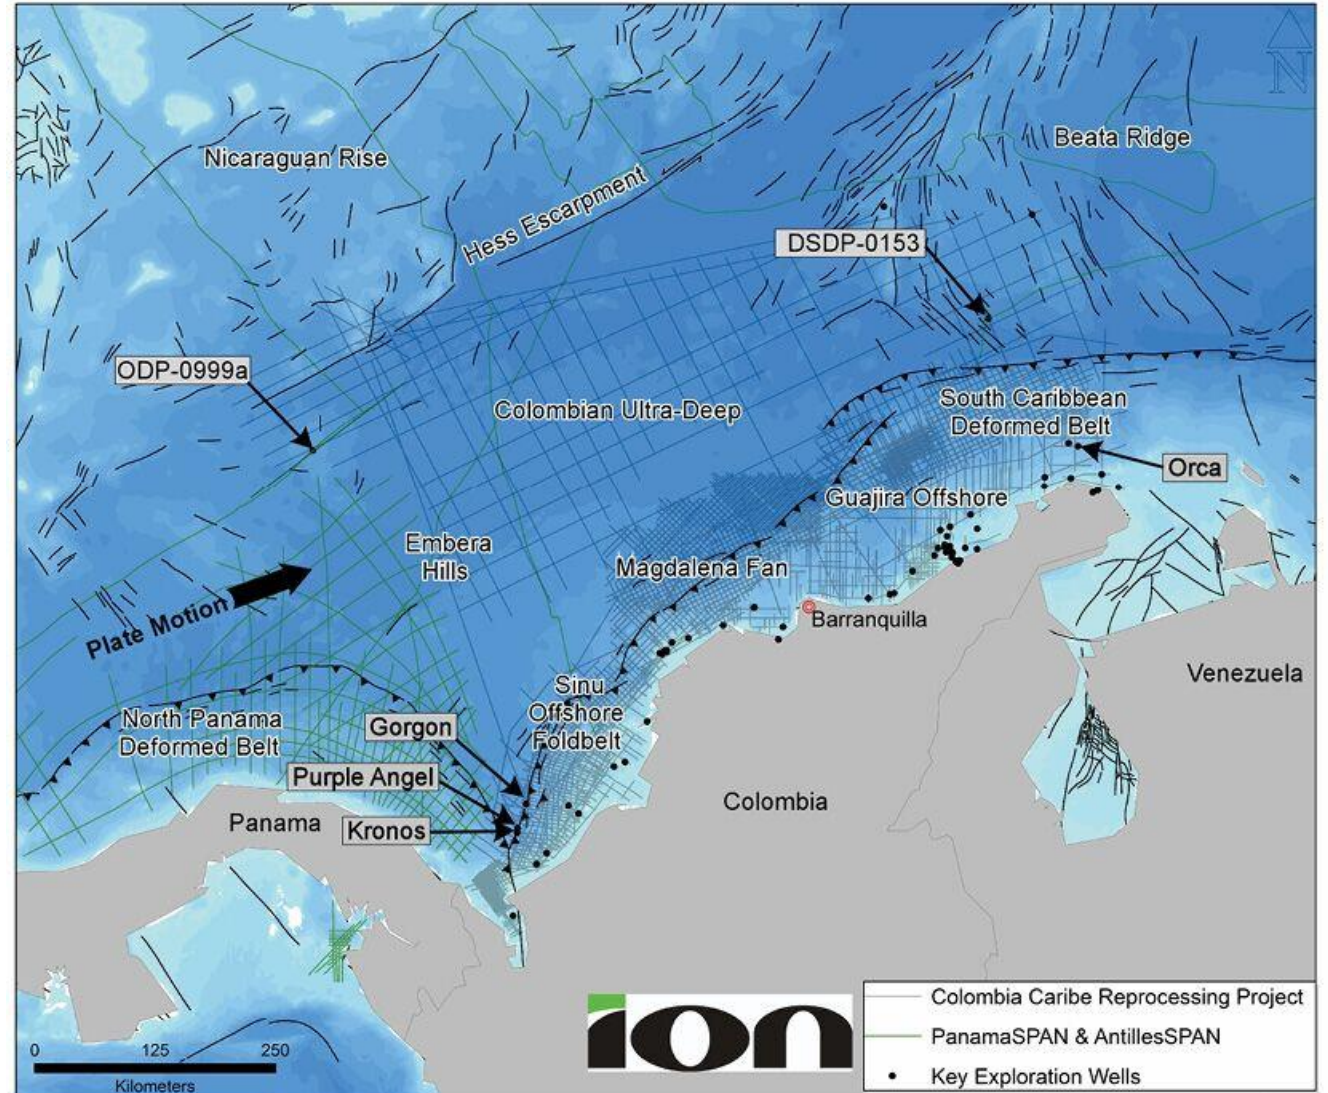 N
Nicaraguan Rise
Beata Ridge
Hess Escarpment
DSDP-0153
ODP-0999a
Colombian Ultra-Deep
South Caribbean
Deformed Belt
Orca
Guajira Offshore
Embera
Hills
Magdalena Fan
Plate Motion
Barranquilla
Venezuela
Sinu
Offshore
Foldbelt
North Panama
Deformed Belt
Gorgon
Purple Angel
Kronos
Panama
Colombia
ion
Colombia Caribe Reprocessing Project
PanamaSPAN & AntillesSPAN
Key Exploration Wells
0 125 250
Kilometers